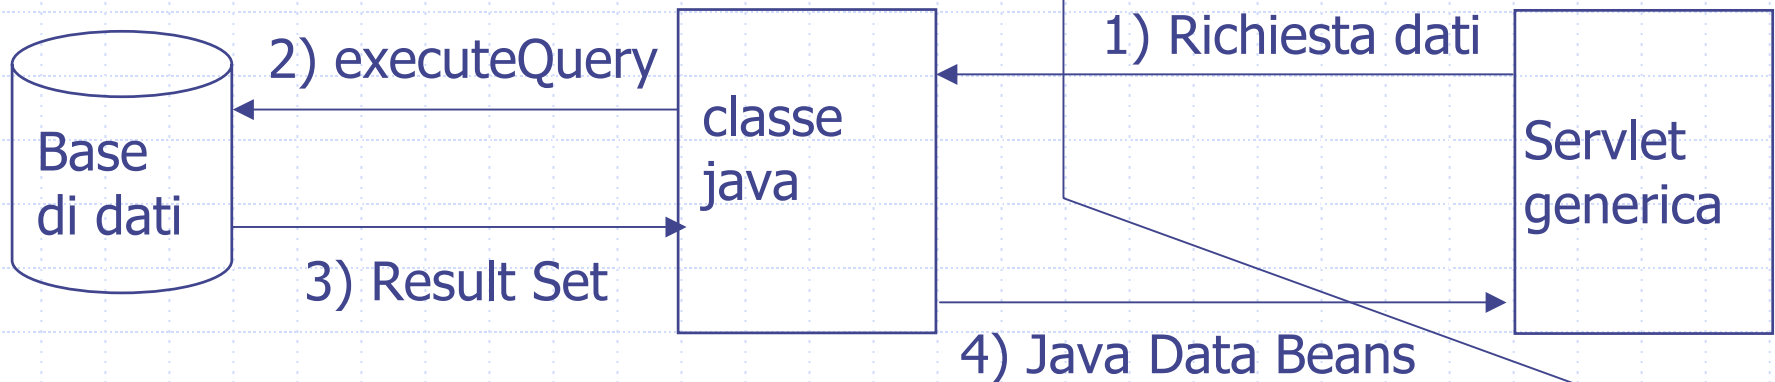 1) Richiesta dati
2) executeQuery
Base
di dati
classe
java
Servlet
generica
3) Result Set
4) Java Data Beans